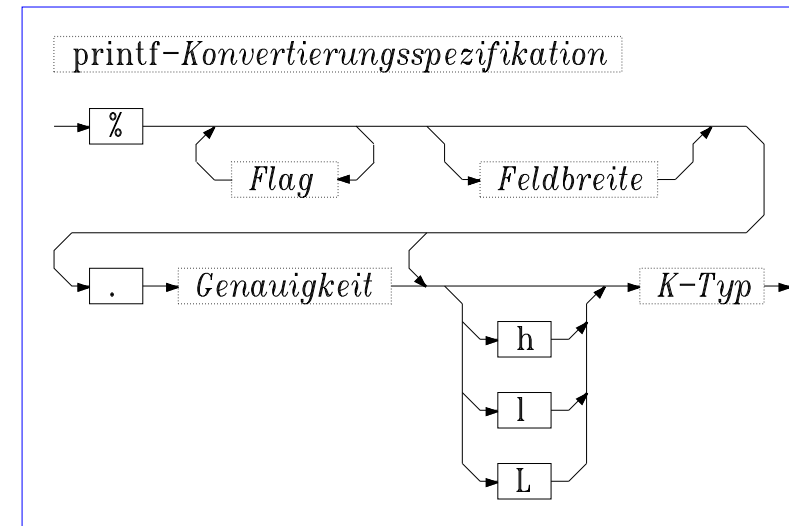 printf-Konvertierungsspezifikation
%
Flag
Feldbreite
. Genauigkeit K-Typ
h
l
L